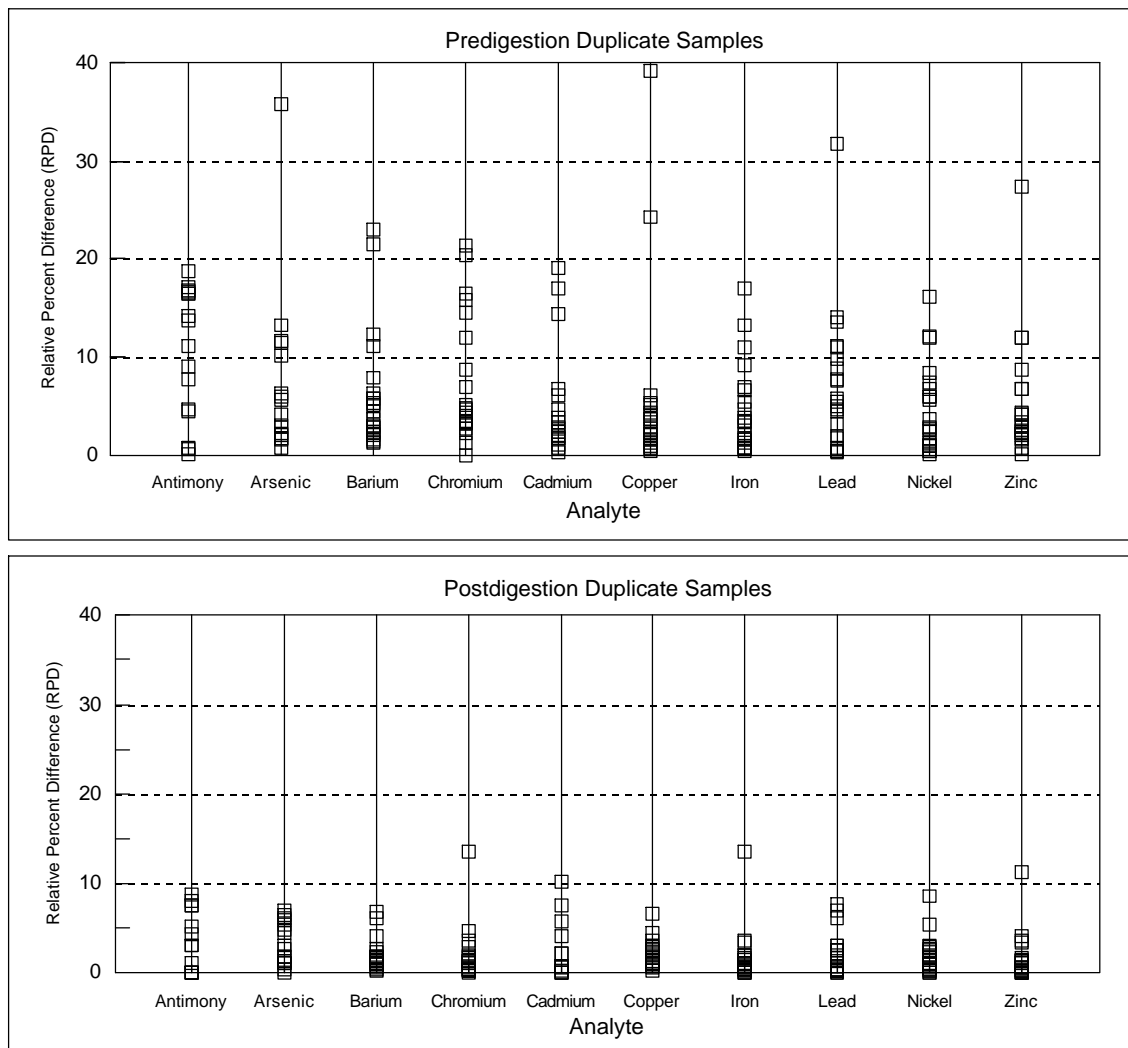 Predigestion Duplicate Samples
Relative Percent Difference (RPD)
40
30
20
10
0
Antimony Arsenic Barium Chromium Cadmium Copper Iron Lead Nickel Zinc
Analyte
Postdigestion Duplicate Samples
Relative Percent Difference (RPD)
40
30
20
10
0
Antimony Arsenic Barium Chromium Cadmium Copper Iron Lead Nickel Zinc
Analyte